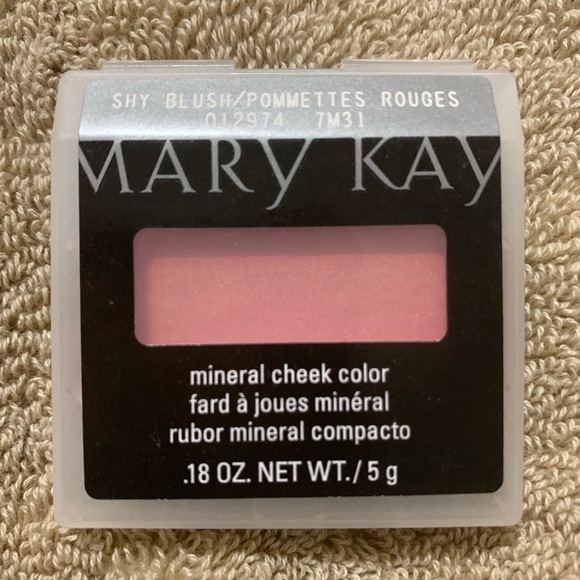 SHY BLUSH/POMMETTES ROUGES
012974 7M31
MARY KAY
mineral cheek color
fard à joues minéral
rubor mineral compacto
.18 OZ. NET WT./ 5 g